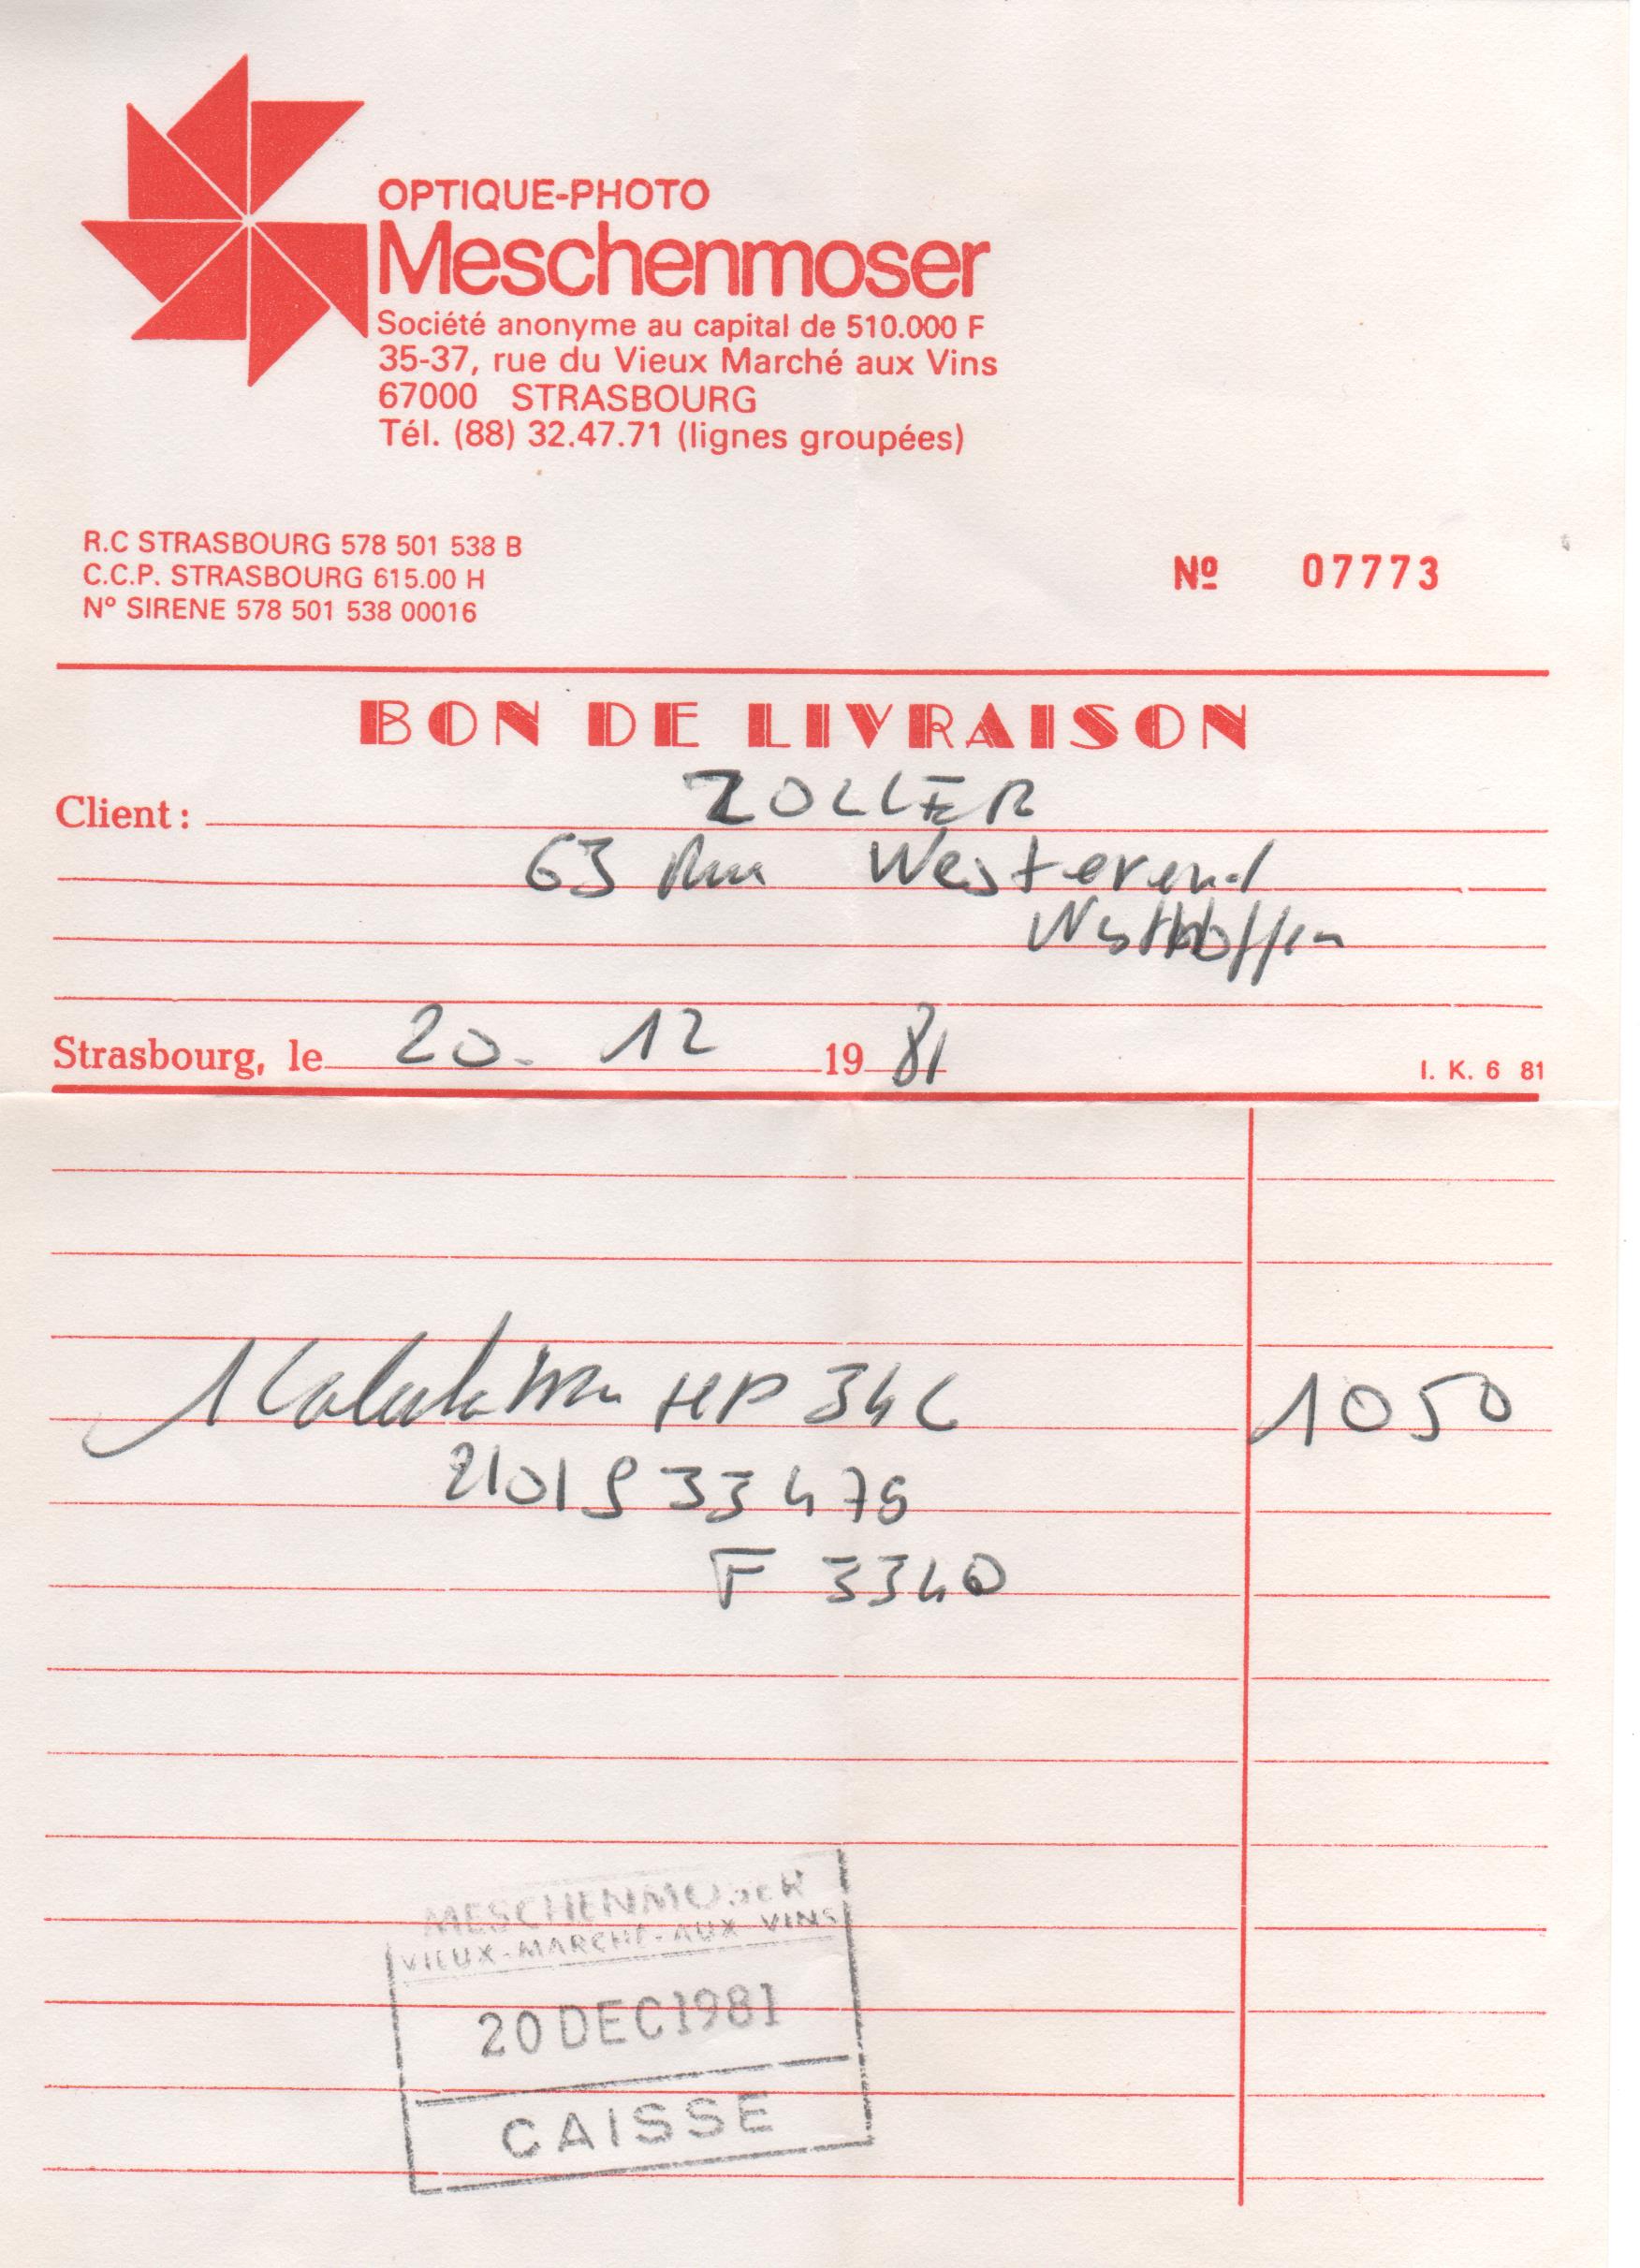 OPTIQUE-PHOTO
Meschenmoser
Société anonyme au capital de 510.000 F
35-37, rue du Vieux Marché aux Vins
67000 STRASBOURG
Tél. (88) 32.47.71 (lignes groupées)
R.C STRASBOURG 578 501 538 B
C.C.P. STRASBOURG 615.00 H
N° SIRENE 578 501 538 00016
Nº 07773
BON DE LIVRAISON
Client : ZOLLER
63 Rue Westerend
Westhoffen
Strasbourg, le 20. 12 1981
I. K. 6 81
1 Calculatrice HP 34C 1050
2101S33478
F 3340
MESCHENMOSER
VIEUX-MARCHE-AUX-VINS
20 DEC 1981
CAISSE